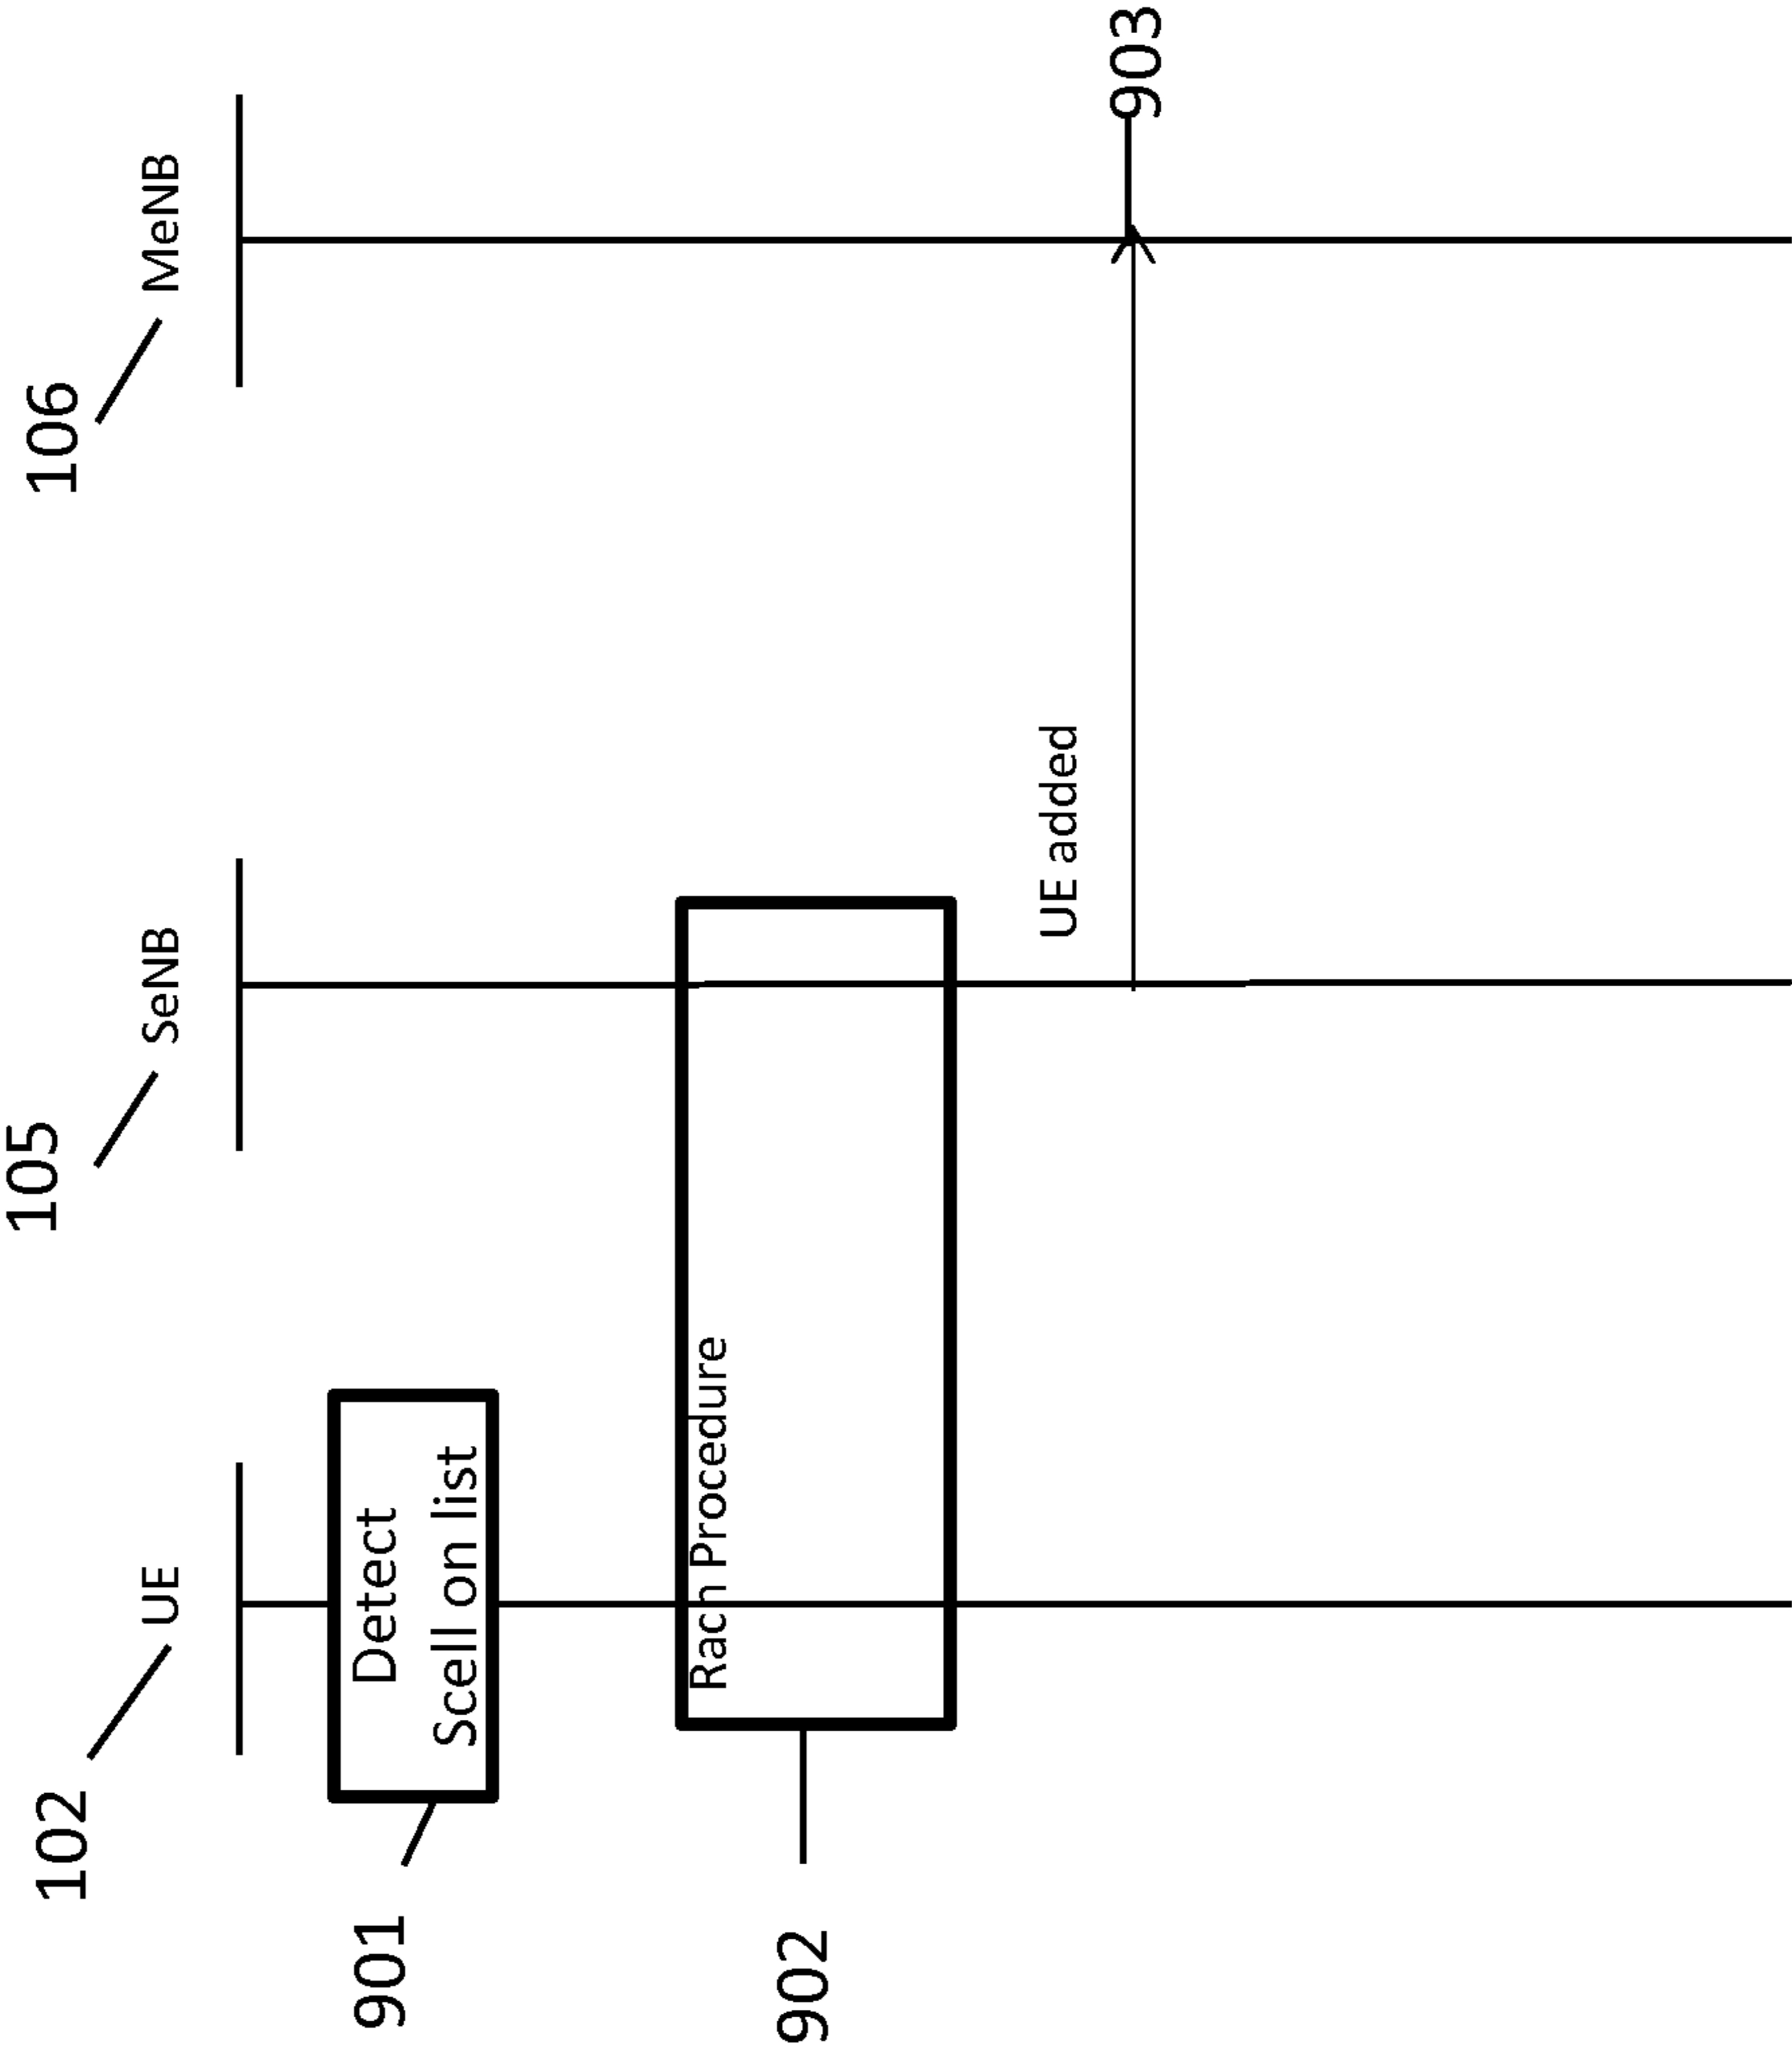 102
105
106
UE
SeNB
MeNB
901
Detect
Scell on list
902
Rach Procedure
UE added
903